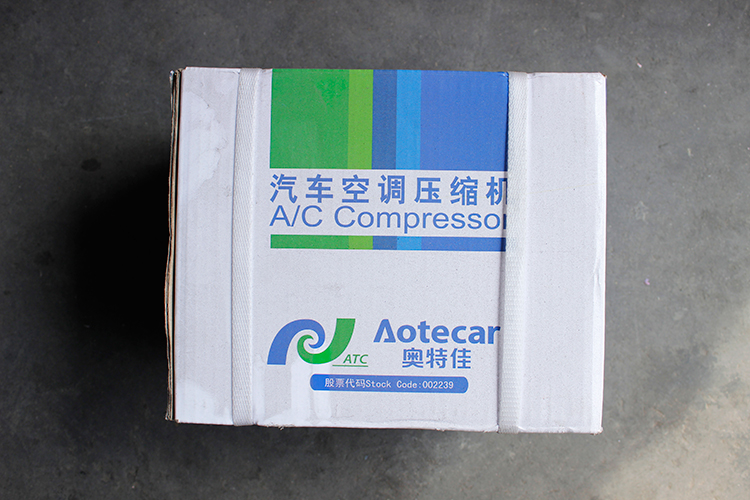 汽车空调压缩机
A/C Compressor
ATC
Aotecar
奥特佳
股票代码Stock Code:002239